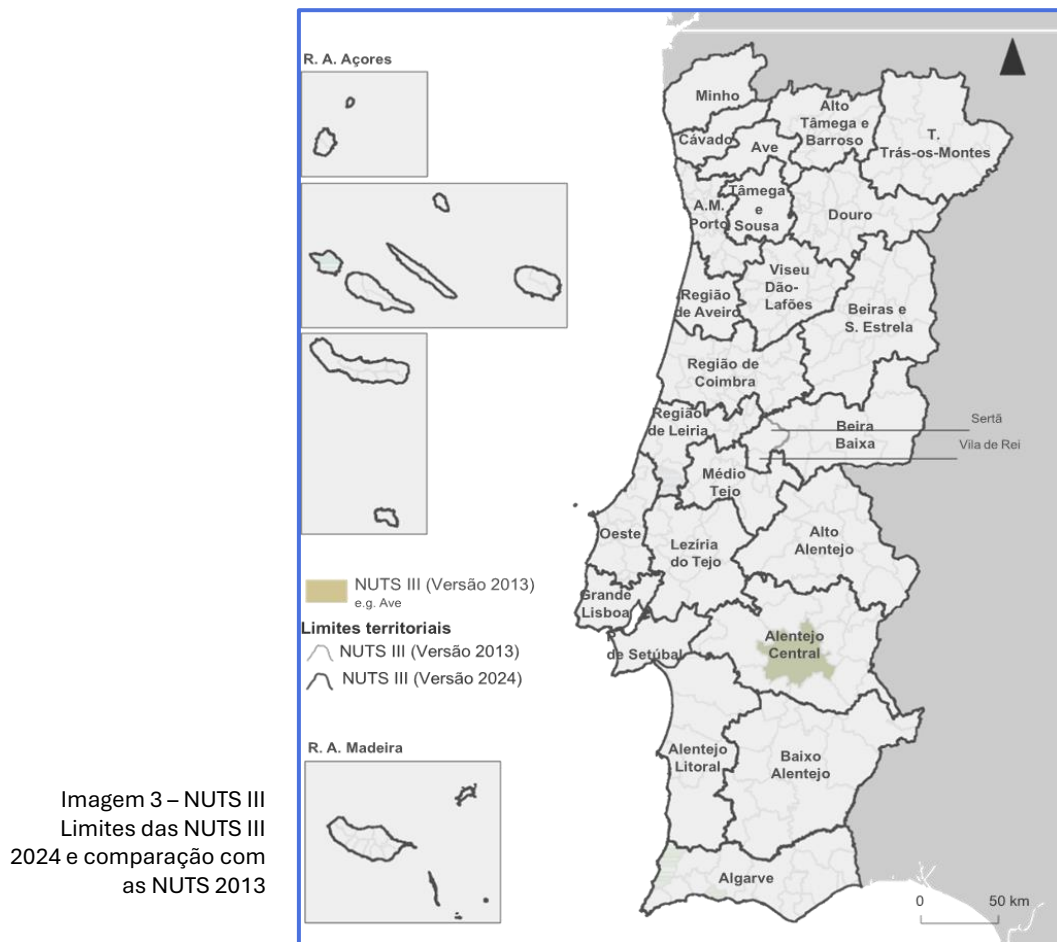 R. A. Açores
Minho
Alto
Tâmega e
Barroso
T.
Trás-os-Montes
Cávado
Ave
Tâmega
e
Sousa
A.M.
Porto
Douro
Viseu
Dão-
Lafões
Região
de Aveiro
Beiras e
S. Estrela
Região de
Coimbra
Região
de Leiria
Beira
Baixa
Sertã
Vila de Rei
Médio
Tejo
Oeste
Lezíria
do Tejo
Alto
Alentejo
Grande
Lisboa
de Setúbal
Alentejo
Central
Alentejo
Litoral
Baixo
Alentejo
Algarve
NUTS III (Versão 2013)
e.g. Ave
Limites territoriais
NUTS III (Versão 2013)
NUTS III (Versão 2024)
R. A. Madeira
0 50 km
Imagem 3 – NUTS III
Limites das NUTS III
2024 e comparação com
as NUTS 2013